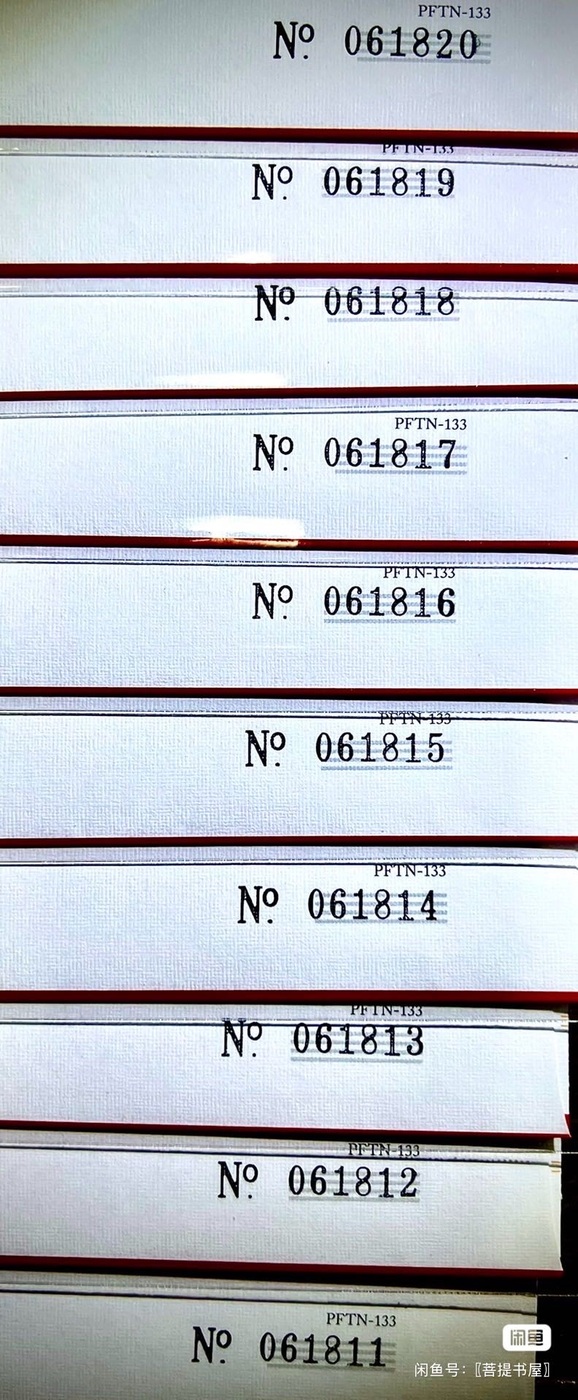 PFTN-133
Nº 061820
PFTN-133
Nº 061819
Nº 061818
PFTN-133
Nº 061817
PFTN-133
Nº 061816
PFTN-133
Nº 061815
PFTN-133
Nº 061814
PFTN-133
Nº 061813
PFTN-133
Nº 061812
PFTN-133
Nº 061811
闲鱼
闲鱼号:〖菩提书屋〗